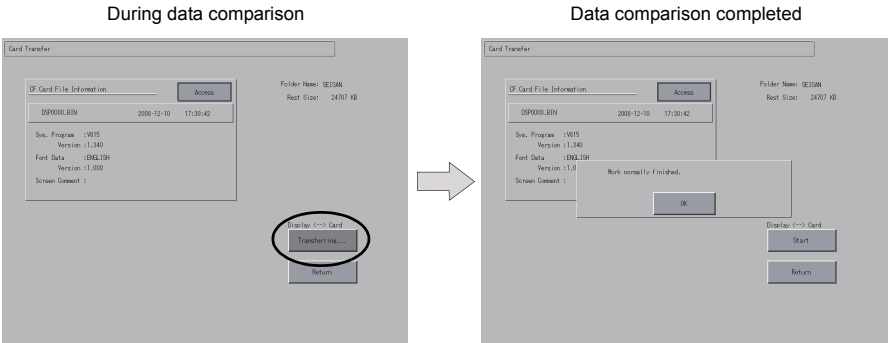 During data comparison
Data comparison completed
Card Transfer
CF Card File Information
Access
Folder Name: SEISAN
Rest Size: 24707 KB
DSP0000.BIN 2008-12-10 17:30:42
Sys. Program :V815
Version :1.340
Font Data :ENGLISH
Version :1.000
Screen Comment :
Display <--> Card
Transferring...
Return
Card Transfer
CF Card File Information
Access
Folder Name: SEISAN
Rest Size: 24707 KB
DSP0000.BIN 2008-12-10 17:30:42
Sys. Program :V815
Version :1.340
Font Data :ENGLISH
Version :1.0
Screen Comment :
Work normally finished.
OK
Display <--> Card
Start
Return